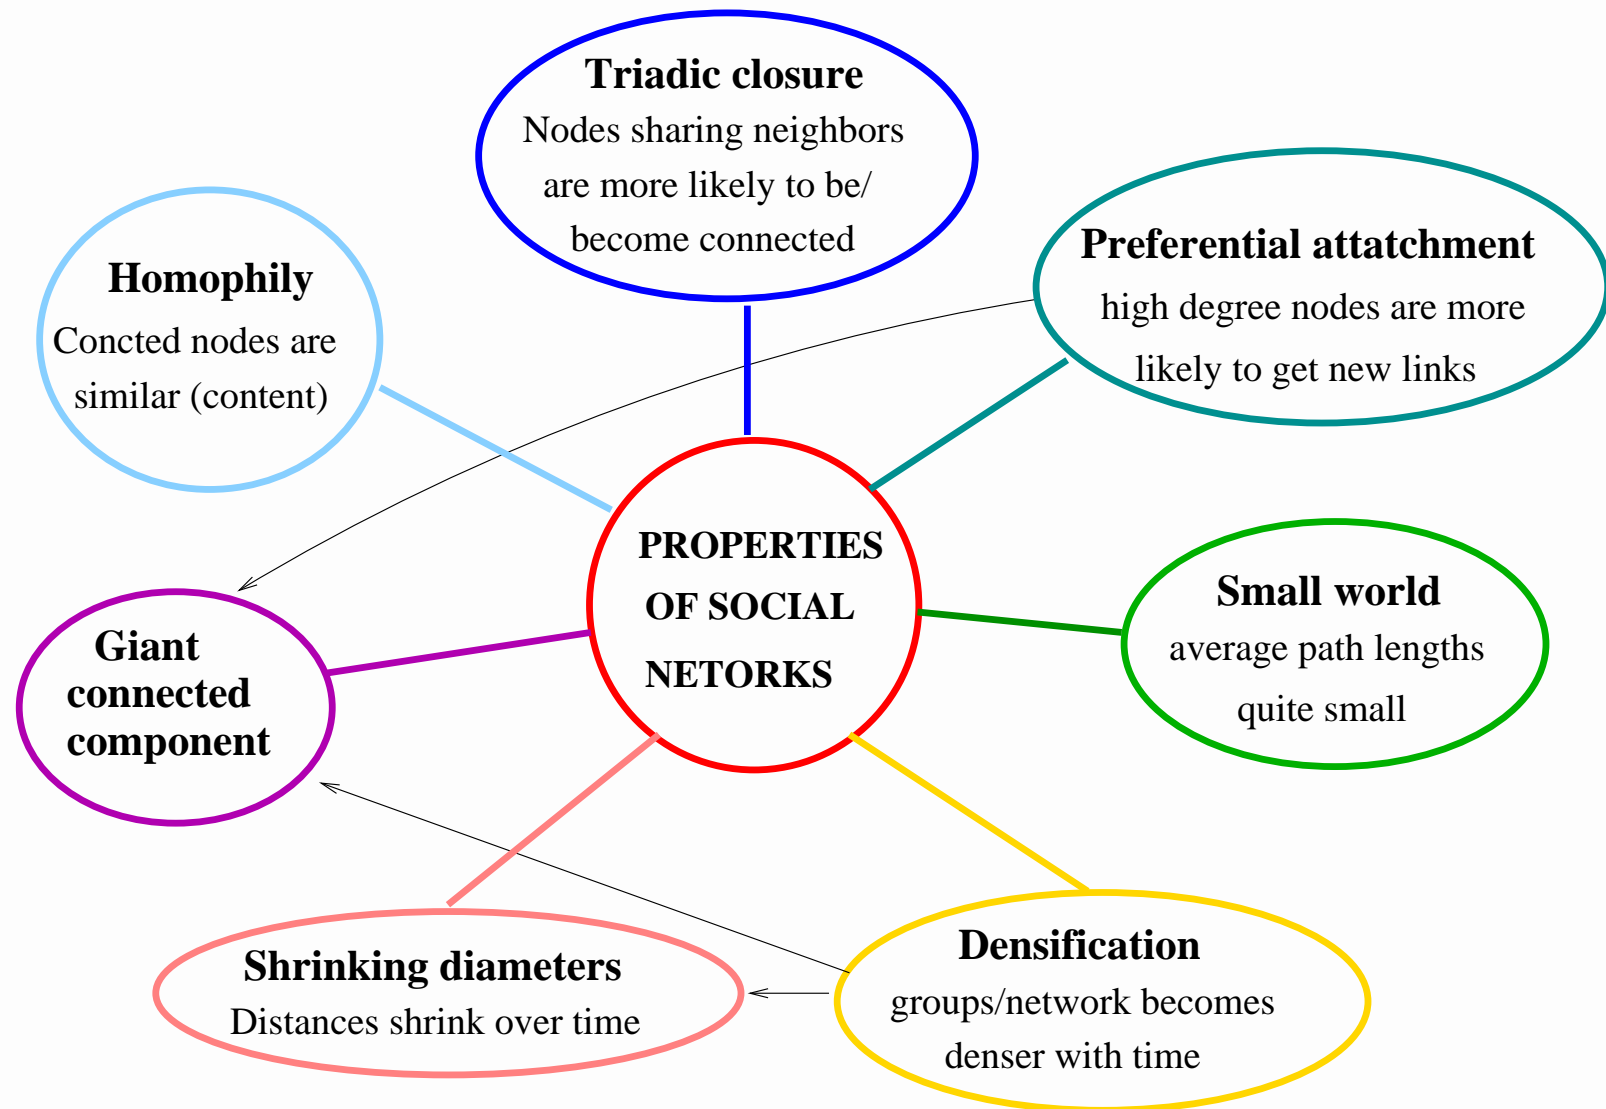 Triadic closure
Nodes sharing neighbors
are more likely to be/
become connected
Preferential attatchment
high degree nodes are more
likely to get new links
Homophily
Concted nodes are
similar (content)
PROPERTIES
OF SOCIAL
NETORKS
Small world
average path lengths
quite small
Giant
connected
component
Shrinking diameters
Distances shrink over time
Densification
groups/network becomes
denser with time